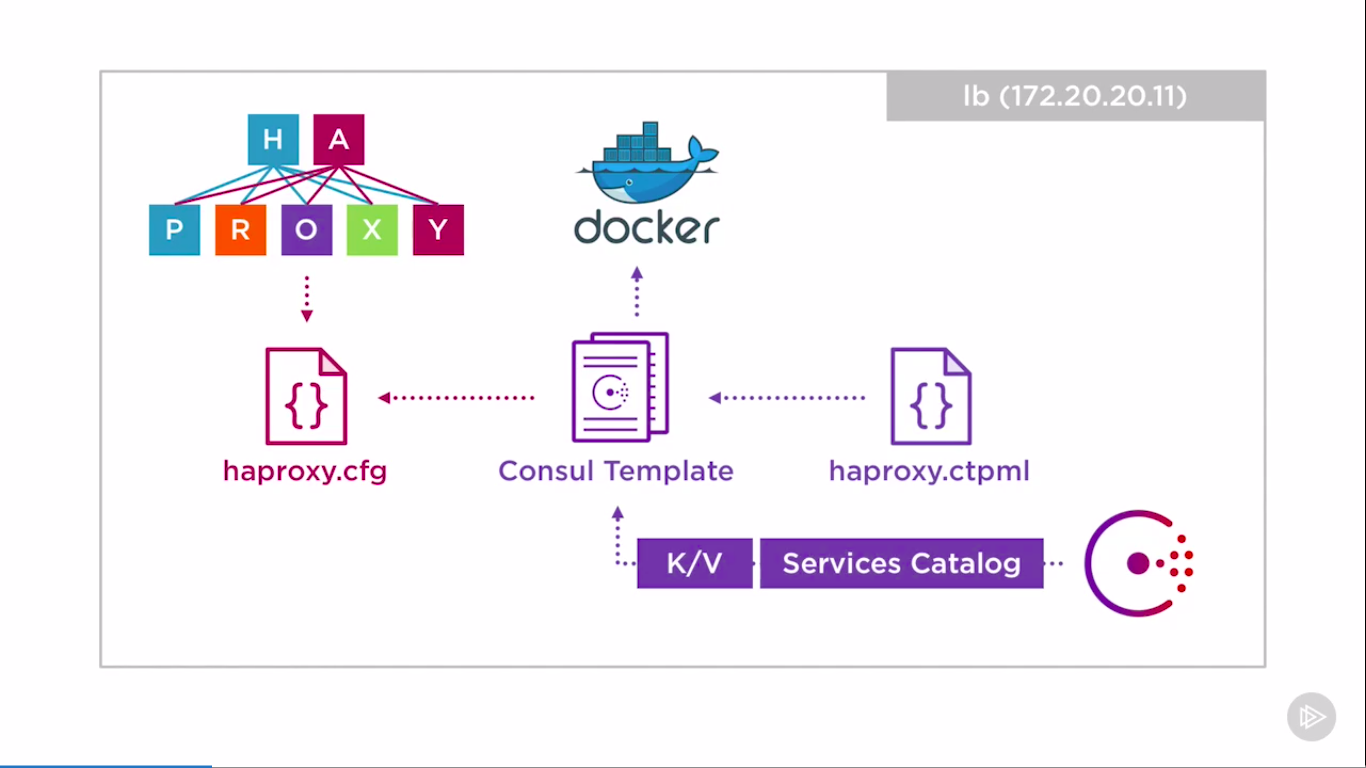 lb (172.20.20.11)
H A
P R O X Y
docker
{}
{}
haproxy.cfg
Consul Template
haproxy.ctpml
K/V
Services Catalog